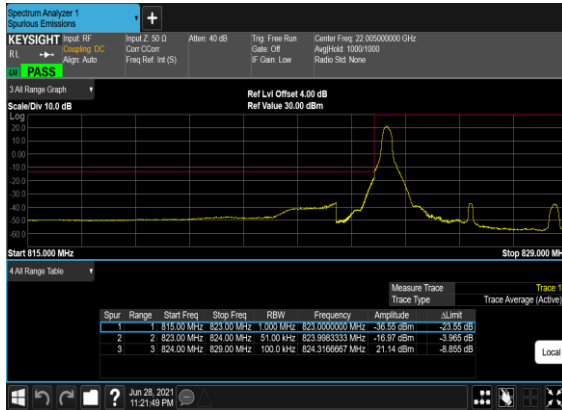 Spectrum Analyzer 1
Spurious Emissions
+
KEYSIGHT Input: RF
RL Coupling: DC
Align: Auto
LXI PASS
Input Z: 50 Ω
Corr CCorr
Freq Ref: Int (S)
Atten: 40 dB
Trig: Free Run
Gate: Off
IF Gain: Low
Center Freq: 22.005000000 GHz
Avg|Hold: 1000/1000
Radio Std: None
3 All Range Graph
Scale/Div 10.0 dB
Ref Lvl Offset 4.00 dB
Ref Value 30.00 dBm
Log
20.0
10.0
0.00
-10.0
-20.0
-30.0
-40.0
-50.0
-60.0
Start 815.000 MHz
Stop 829.000 MH
4 All Range Table
Measure Trace Trace 1
Trace Type Trace Average (Active)
Spur Range Start Freq Stop Freq RBW Frequency Amplitude ΔLimit
1 1 815.00 MHz 823.00 MHz 1.000 MHz 823.0000000 MHz -36.55 dBm -23.55 dB
2 2 823.00 MHz 824.00 MHz 51.00 kHz 823.9983333 MHz -16.97 dBm -3.965 dB
3 3 824.00 MHz 829.00 MHz 100.0 kHz 824.3166667 MHz 21.14 dBm -8.855 dB
Local
?
Jun 28, 2021
11:21:49 PM